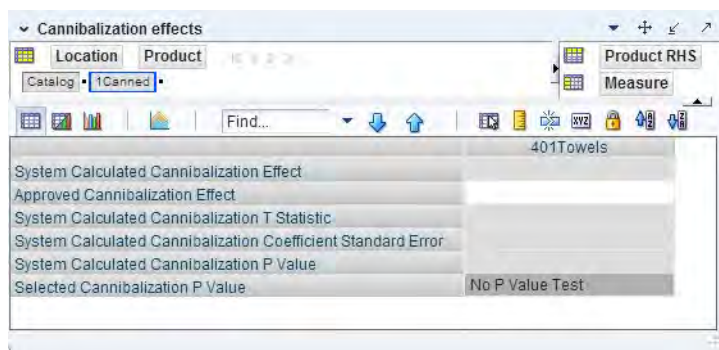 Cannibalization effects
Location Product Product RHS
Catalog 1Canned Measure
Find...
401Towels
System Calculated Cannibalization Effect
Approved Cannibalization Effect
System Calculated Cannibalization T Statistic
System Calculated Cannibalization Coefficient Standard Error
System Calculated Cannibalization P Value
Selected Cannibalization P Value No P Value Test